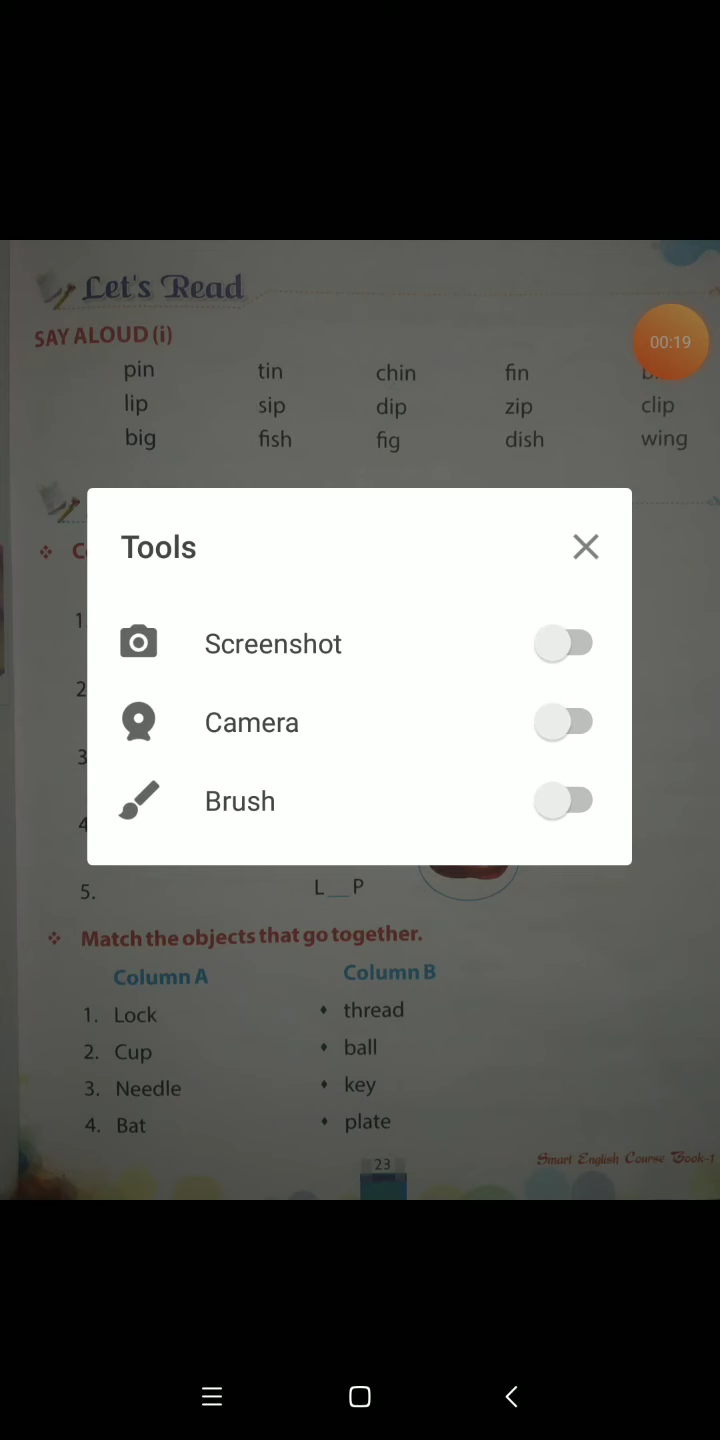 Let's Read
SAY ALOUD (i)
00:19
pin tin chin fin
lip sip dip zip clip
big fish fig dish wing
Tools
Screenshot
Camera
Brush
1
2
3
4
5. L__P
Match the objects that go together.
Column A Column B
1. Lock ♦ thread
2. Cup ♦ ball
3. Needle ♦ key
4. Bat ♦ plate
23
Smart English Course Book-1